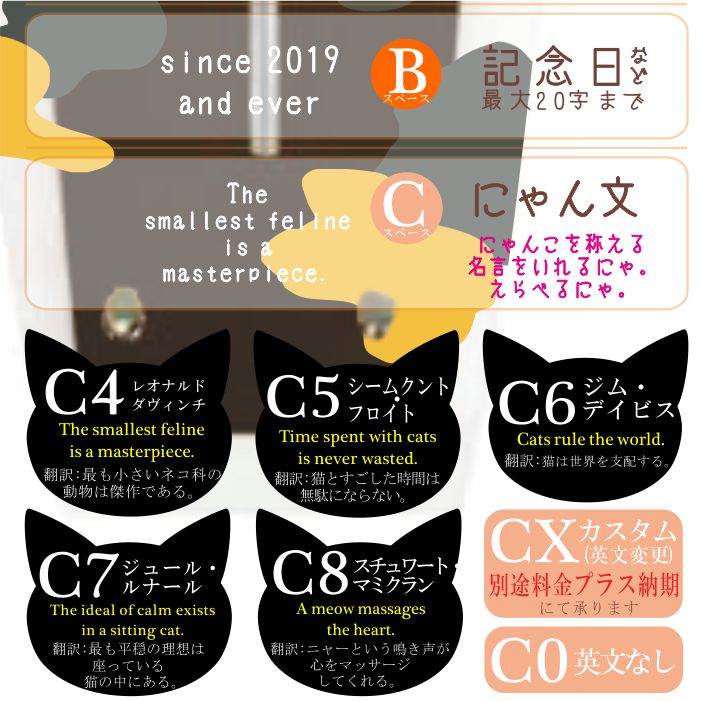 since 2019
and ever
B
スペース
記念日など
最大20字まで
The
smallest feline
is a
masterpiece.
C
スペース
にゃん文
にゃんこを称える
名言をいれるにゃ。
えらべるにゃ。
C4 レオナルド
ダヴィンチ
The smallest feline
is a masterpiece.
翻訳：最も小さいネコ科の
動物は傑作である。
C5 シームクント・
フロイト
Time spent with cats
is never wasted.
翻訳：猫とすごした時間は
無駄にならない。
C6 ジム・
デイビス
Cats rule the world.
翻訳：猫は世界を支配する。
C7 ジュール・
ルナール
The ideal of calm exists
in a sitting cat.
翻訳：最も平穏の理想は
座っている
猫の中にある。
C8 スチュワート・
マミクラン
A meow massages
the heart.
翻訳：ニャーという鳴き声が
心をマッサージ
してくれる。
CX カスタム
(英文変更)
別途料金プラス納期
にて承ります
C0 英文なし